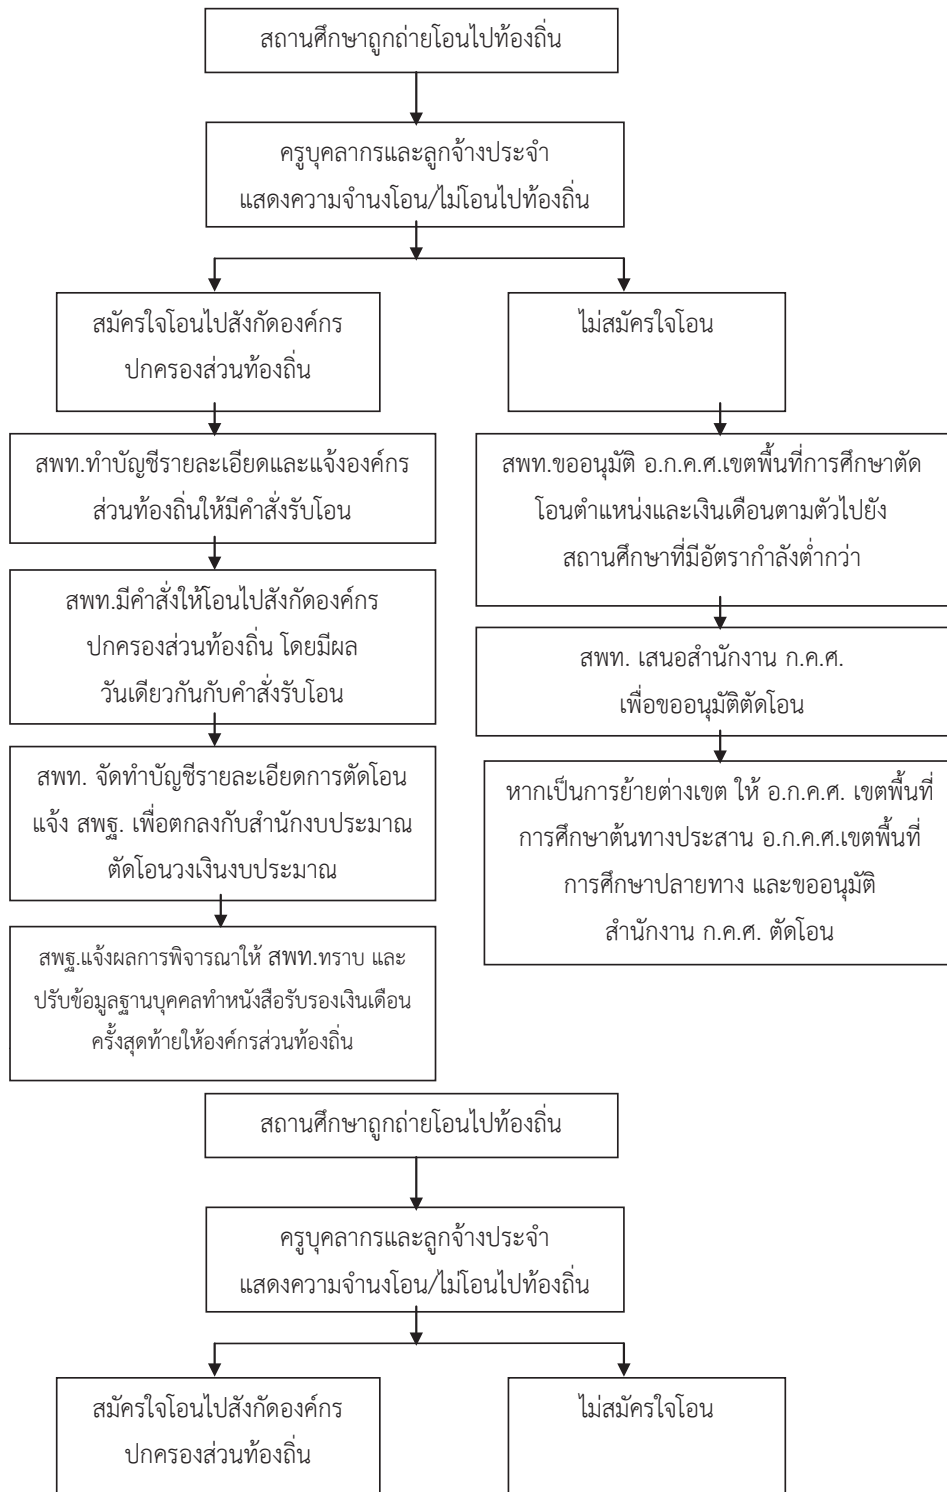 สถานศึกษาถูกถ่ายโอนไปท้องถิ่น
ครูบุคลากรและลูกจ้างประจำ
แสดงความจำนงโอน/ไม่โอนไปท้องถิ่น
สมัครใจโอนไปสังกัดองค์กร
ปกครองส่วนท้องถิ่น
ไม่สมัครใจโอน
สพท.ทำบัญชีรายละเอียดและแจ้งองค์กร
ส่วนท้องถิ่นให้มีคำสั่งรับโอน
สพท.มีคำสั่งให้โอนไปสังกัดองค์กร
ปกครองส่วนท้องถิ่น โดยมีผล
วันเดียวกันกับคำสั่งรับโอน
สพท. จัดทำบัญชีรายละเอียดการตัดโอน
แจ้ง สพฐ. เพื่อตกลงกับสำนักงบประมาณ
ตัดโอนวงเงินงบประมาณ
สพฐ.แจ้งผลการพิจารณาให้ สพท.ทราบ และ
ปรับข้อมูลฐานบุคคลทำหนังสือรับรองเงินเดือน
ครั้งสุดท้ายให้องค์กรส่วนท้องถิ่น
สพท.ขออนุมัติ อ.ก.ค.ศ.เขตพื้นที่การศึกษาตัด
โอนตำแหน่งและเงินเดือนตามตัวไปยัง
สถานศึกษาที่มีอัตรากำลังต่ำกว่า
สพท. เสนอสำนักงาน ก.ค.ศ.
เพื่อขออนุมัติตัดโอน
หากเป็นการย้ายต่างเขต ให้ อ.ก.ค.ศ. เขตพื้นที่
การศึกษาต้นทางประสาน อ.ก.ค.ศ.เขตพื้นที่
การศึกษาปลายทาง และขออนุมัติ
สำนักงาน ก.ค.ศ. ตัดโอน
สถานศึกษาถูกถ่ายโอนไปท้องถิ่น
ครูบุคลากรและลูกจ้างประจำ
แสดงความจำนงโอน/ไม่โอนไปท้องถิ่น
สมัครใจโอนไปสังกัดองค์กร
ปกครองส่วนท้องถิ่น
ไม่สมัครใจโอน